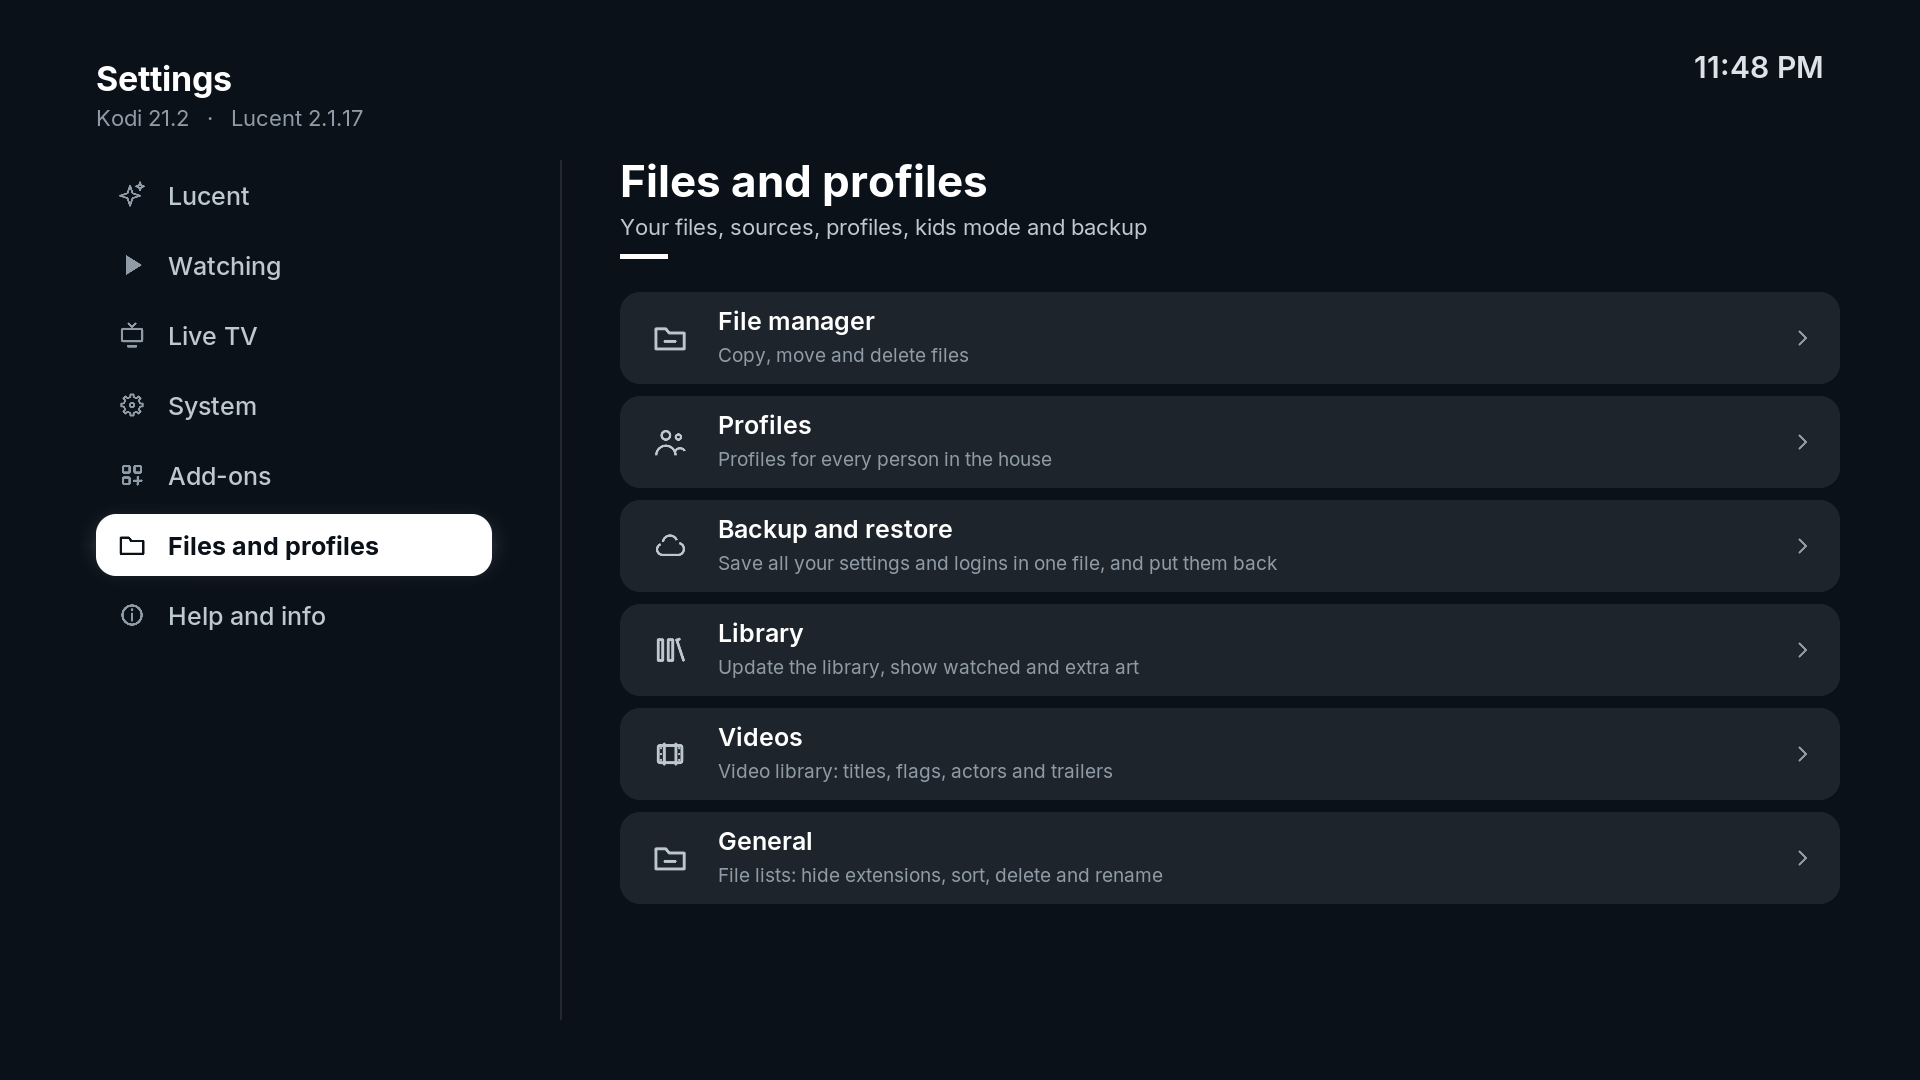 Settings
Kodi 21.2 · Lucent 2.1.17
11:48 PM
Lucent
Watching
Live TV
System
Add-ons
Files and profiles
Help and info
Files and profiles
Your files, sources, profiles, kids mode and backup
File manager
Copy, move and delete files
Profiles
Profiles for every person in the house
Backup and restore
Save all your settings and logins in one file, and put them back
Library
Update the library, show watched and extra art
Videos
Video library: titles, flags, actors and trailers
General
File lists: hide extensions, sort, delete and rename